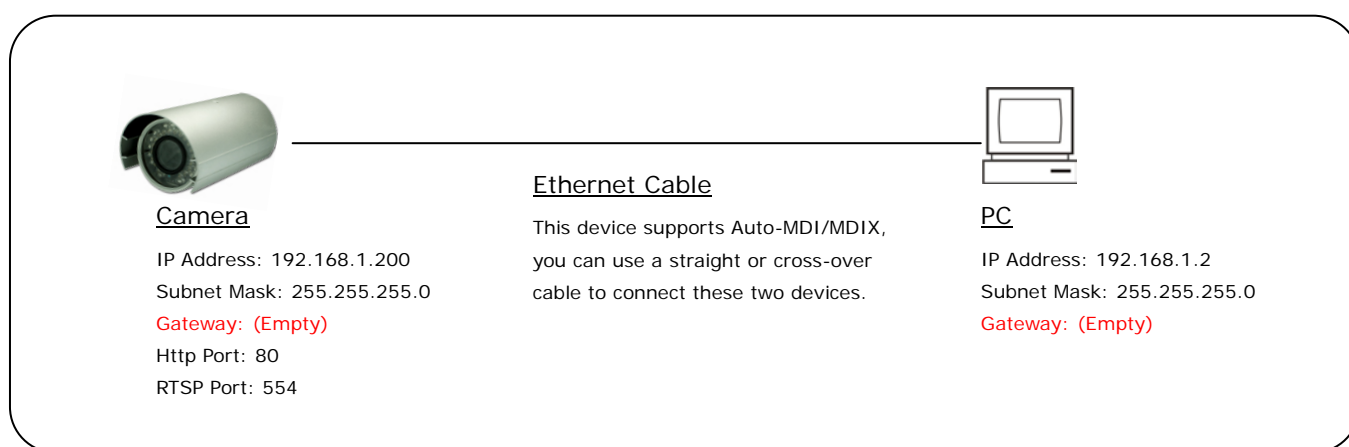 Camera
IP Address: 192.168.1.200
Subnet Mask: 255.255.255.0
Gateway: (Empty)
Http Port: 80
RTSP Port: 554
Ethernet Cable
This device supports Auto-MDI/MDIX,
you can use a straight or cross-over
cable to connect these two devices.
PC
IP Address: 192.168.1.2
Subnet Mask: 255.255.255.0
Gateway: (Empty)